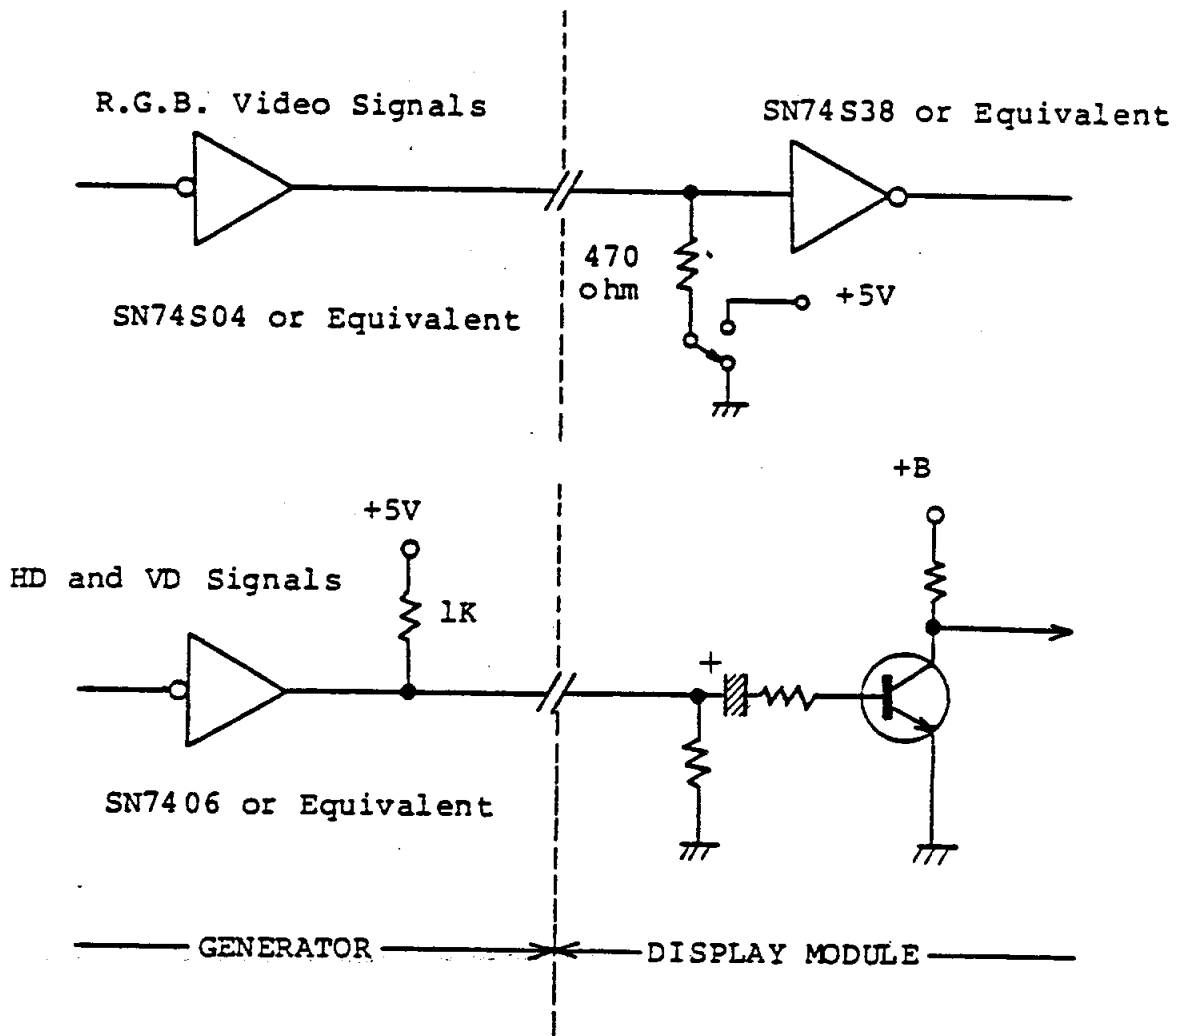 R.G.B. Video Signals
SN74S38 or Equivalent
470
ohm
+5V
SN74S04 or Equivalent
+B
+5V
HD and VD Signals
1K
+
SN7406 or Equivalent
GENERATOR
DISPLAY MODULE